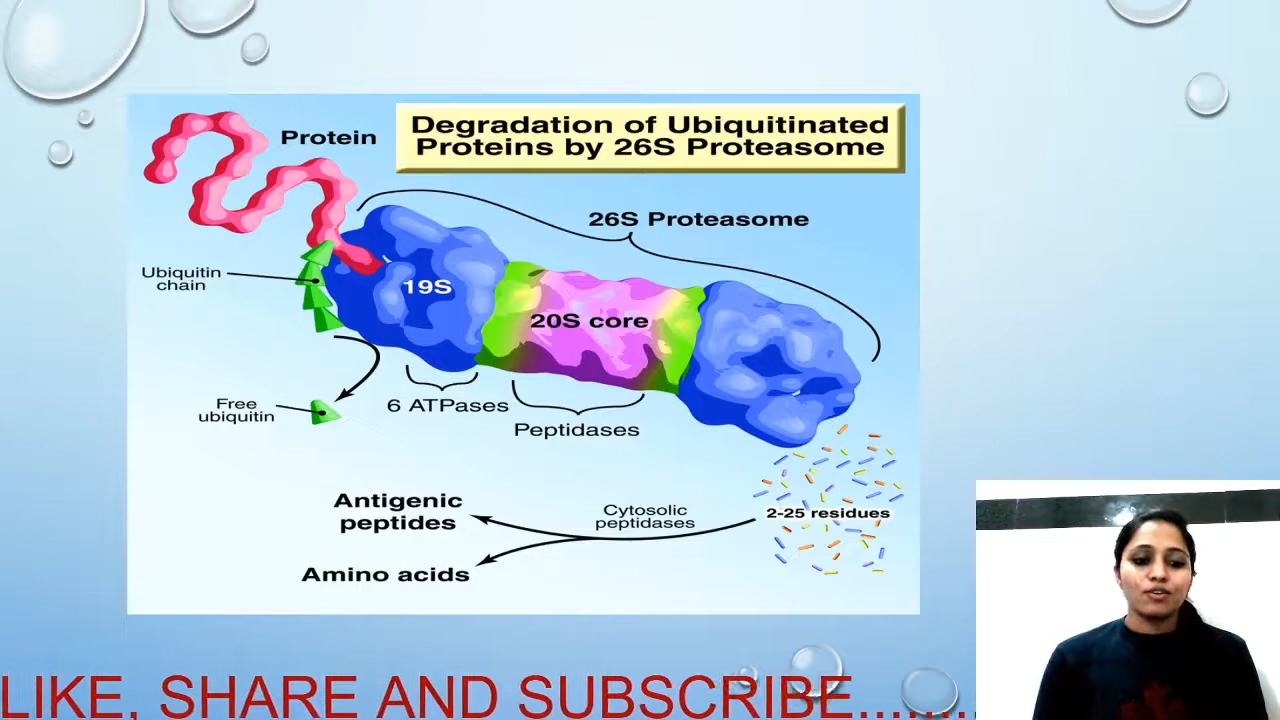 Protein
Degradation of Ubiquitinated
Proteins by 26S Proteasome
26S Proteasome
Ubiquitin
chain
19S
20S core
Free
ubiquitin
6 ATPases
Peptidases
Antigenic
peptides
Cytosolic
peptidases
2-25 residues
Amino acids
LIKE, SHARE AND SUBSCRIBE........